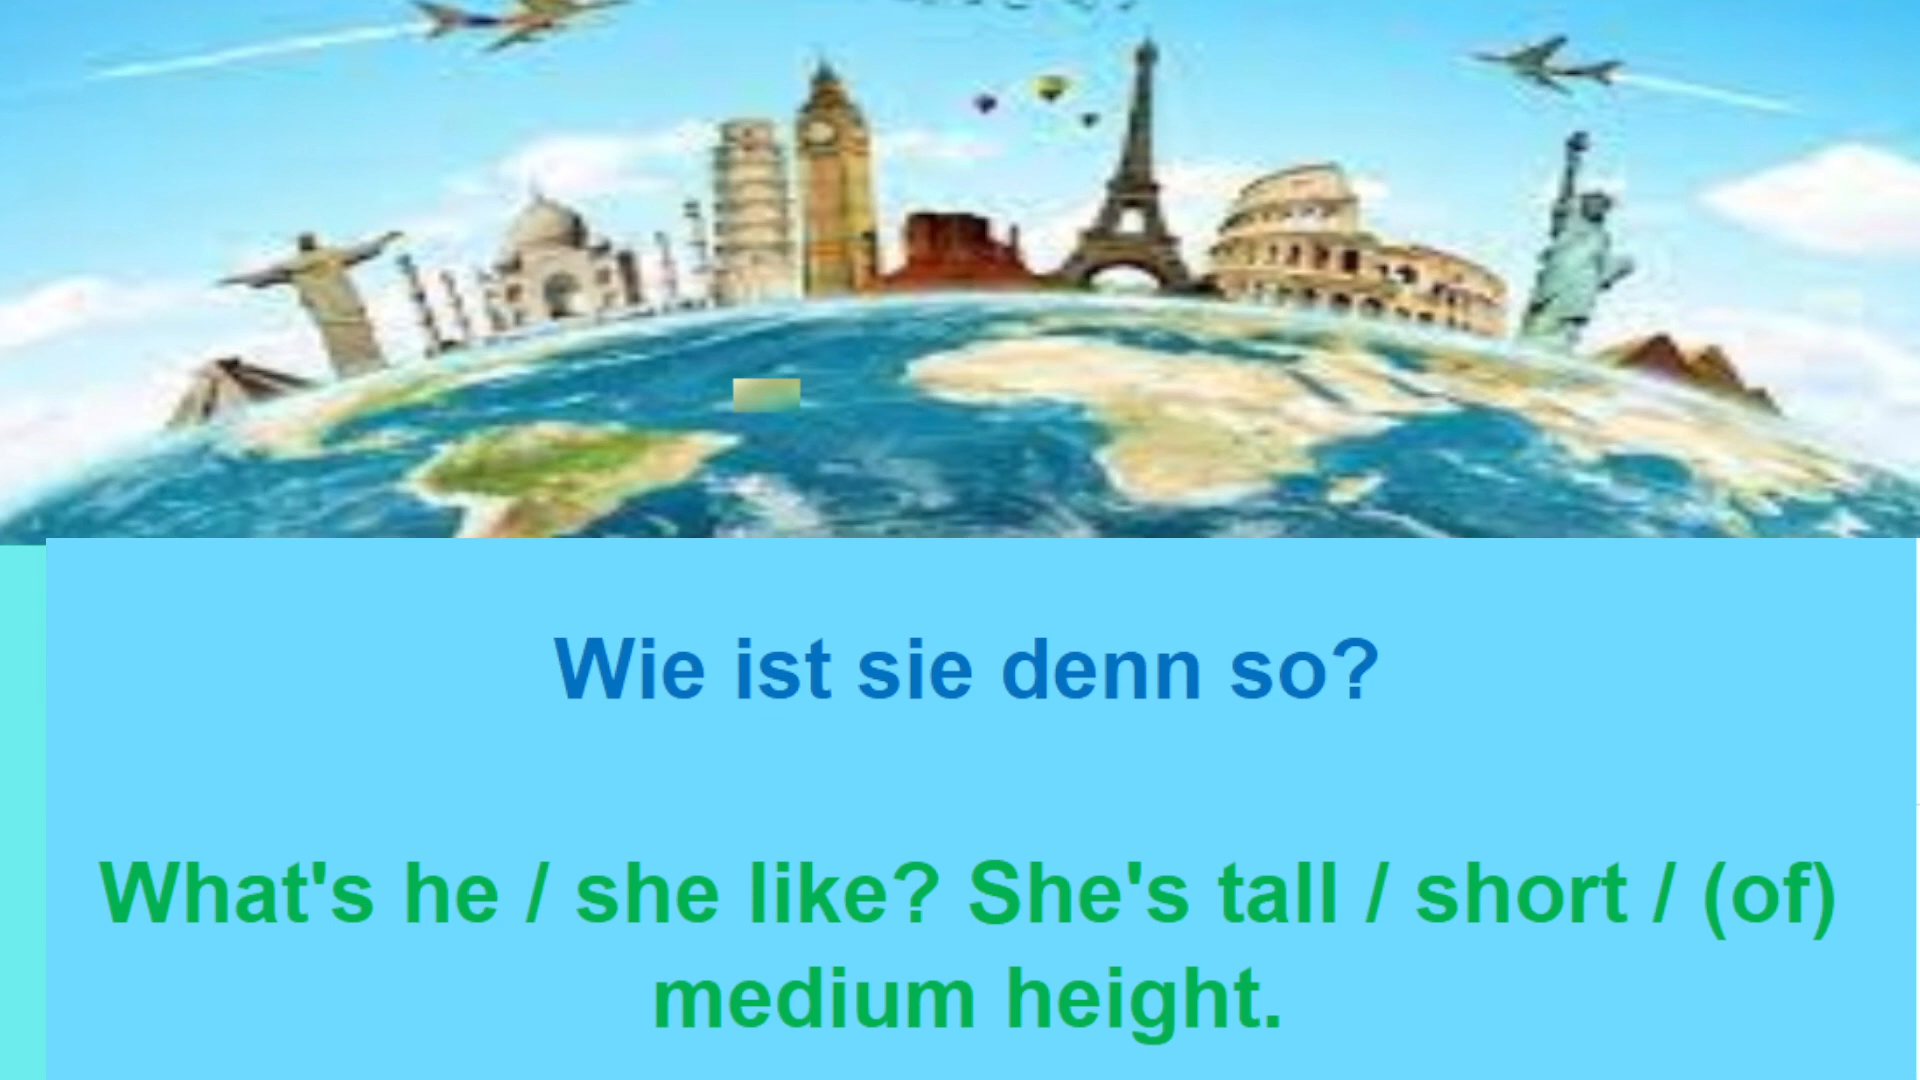 Wie ist sie denn so?
What's he / she like? She's tall / short / (of)
medium height.